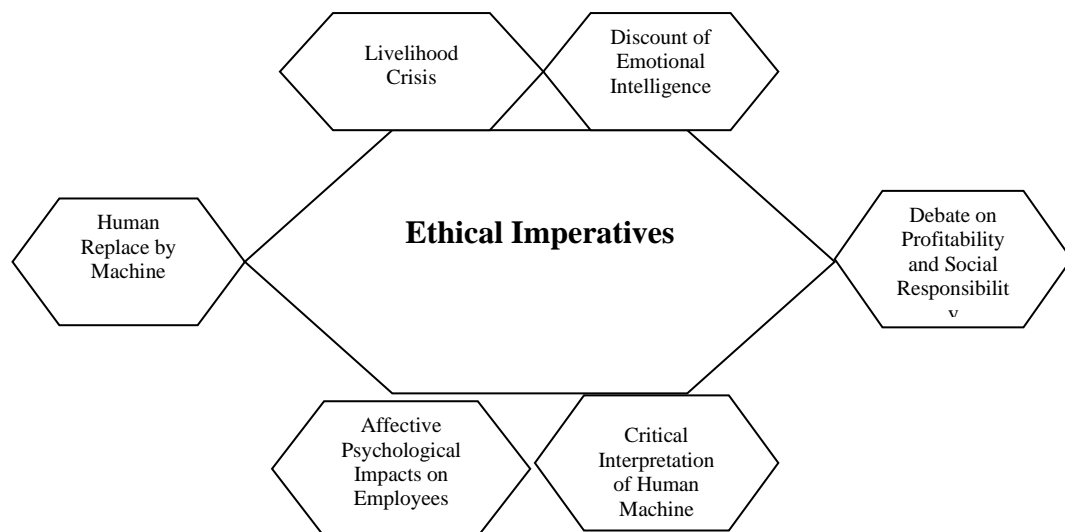 Livelihood
Crisis
Discount of
Emotional
Intelligence
Human
Replace by
Machine
Ethical Imperatives
Debate on
Profitability
and Social
Responsibilit
y
Affective
Psychological
Impacts on
Employees
Critical
Interpretation
of Human
Machine